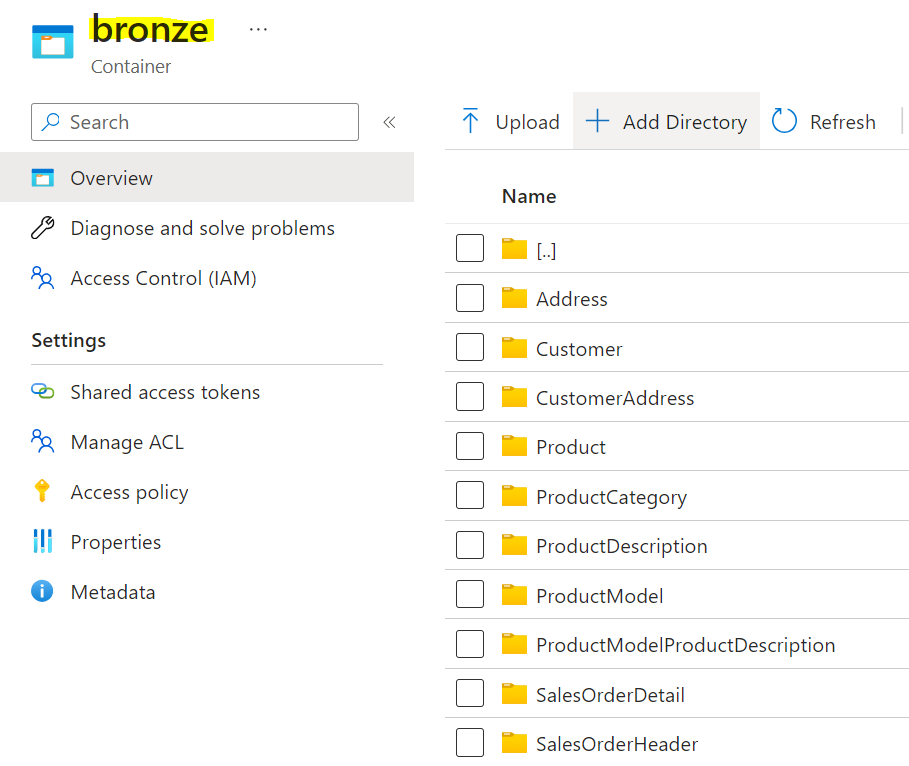 bronze
...
Container
Search
«
Overview
Diagnose and solve problems
Access Control (IAM)
Settings
Shared access tokens
Manage ACL
Access policy
Properties
Metadata
Upload
Add Directory
Refresh
Name
[..]
Address
Customer
CustomerAddress
Product
ProductCategory
ProductDescription
ProductModel
ProductModelProductDescription
SalesOrderDetail
SalesOrderHeader